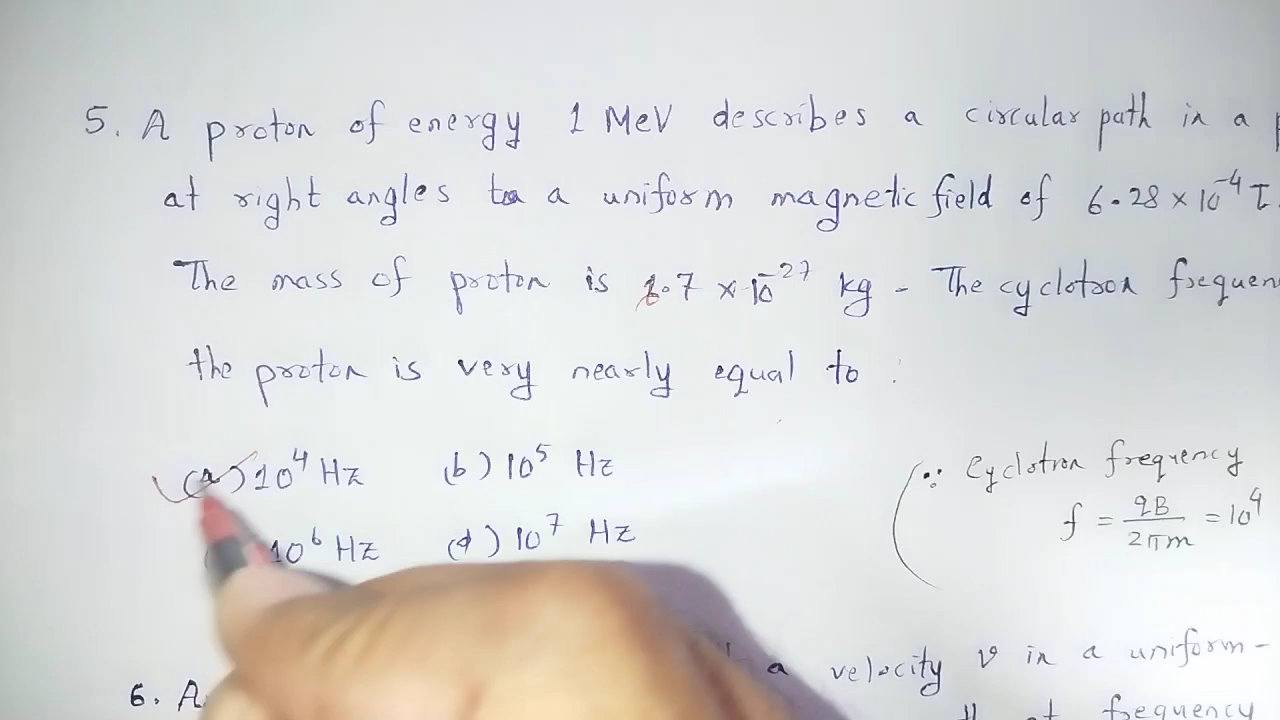 5. A proton of energy 1 MeV describes a circular path in a
at right angles to a uniform magnetic field of 6.28 × 10⁻⁴ T.
The mass of proton is 1.7 × 10⁻²⁷ kg. The cyclotron frequen
the proton is very nearly equal to :
(a) 10⁴ Hz (b) 10⁵ Hz
10⁶ Hz (d) 10⁷ Hz
(∵ Cyclotron frequency
f = qB/2πm = 10⁴
6. A a velocity v in a uniform-
at frequency